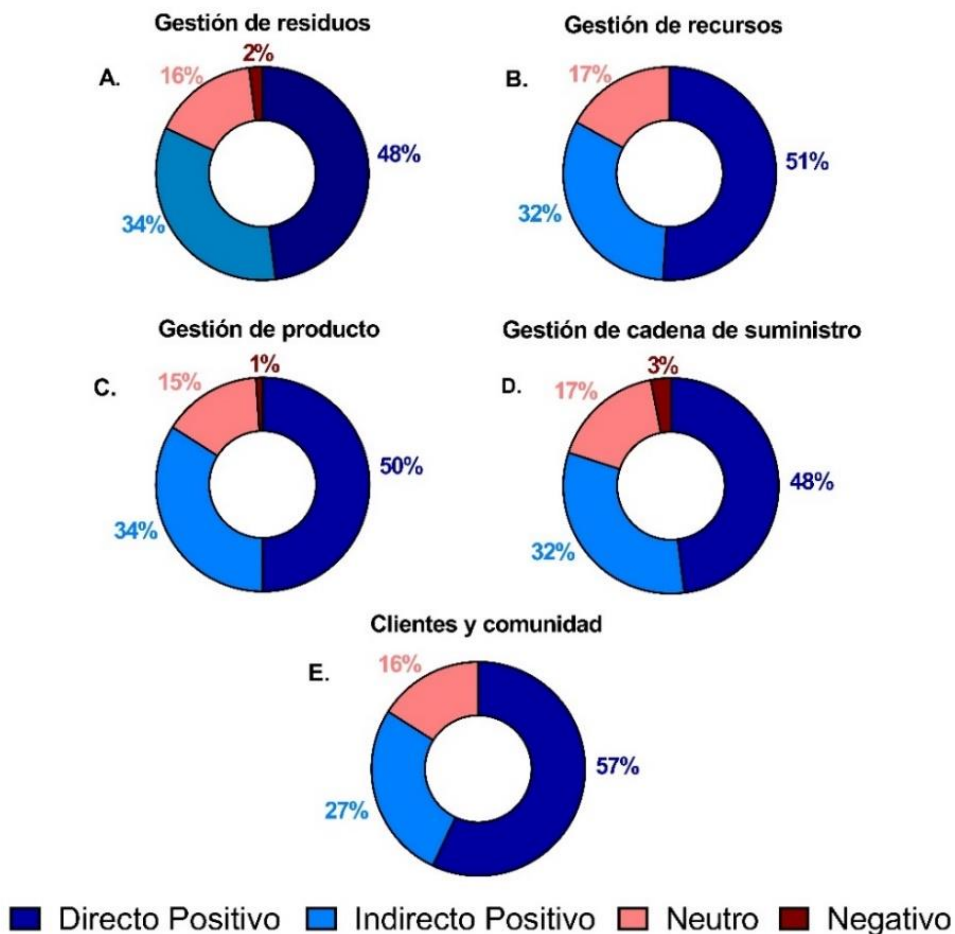 Gestión de residuos
A.
2%
16%
48%
34%
Gestión de recursos
B.
17%
51%
32%
Gestión de producto
C.
1%
15%
50%
34%
Gestión de cadena de suministro
D.
3%
17%
48%
32%
Clientes y comunidad
E.
16%
57%
27%
Directo Positivo Indirecto Positivo Neutro Negativo